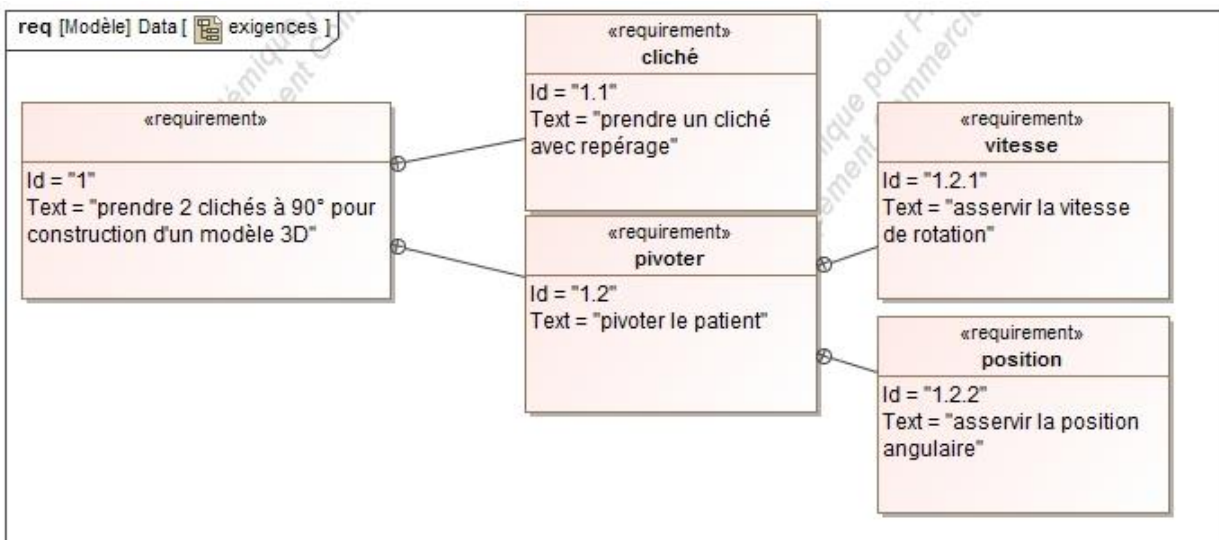 req [Modèle] Data [ exigences ]
«requirement»
Id = "1"
Text = "prendre 2 clichés à 90° pour
construction d'un modèle 3D"
«requirement»
cliché
Id = "1.1"
Text = "prendre un cliché
avec repérage"
«requirement»
pivoter
Id = "1.2"
Text = "pivoter le patient"
«requirement»
vitesse
Id = "1.2.1"
Text = "asservir la vitesse
de rotation"
«requirement»
position
Id = "1.2.2"
Text = "asservir la position
angulaire"